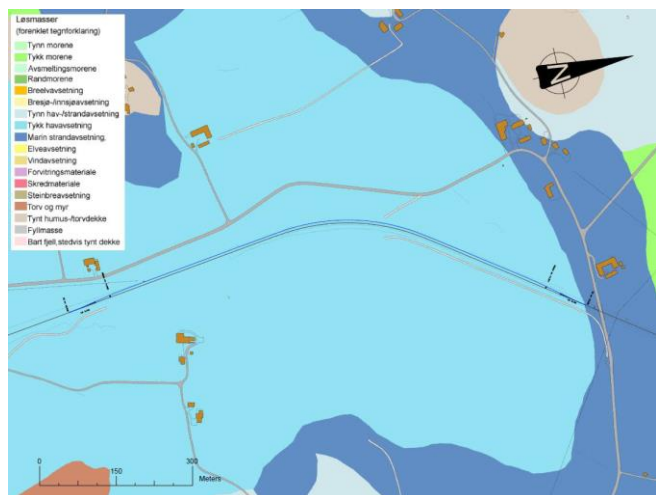 Løsmasser
(forenklet tegnforklaring)
Tynn morene
Tykk morene
Avsmeltingsmorene
Randmorene
Breelvavsetning
Bresjø-/innsjøavsetning
Tynn hav-/strandavsetning
Tykk havavsetning
Marin strandavsetning;
Elveavsetning
Vindavsetning
Forvitringsmateriale
Skredmateriale
Steinbreavsetning
Torv og myr
Tynt humus-/torvdekke
Fyllmasse
Bart fjell,stedvis tynt dekke
N
0
150
300
Meters